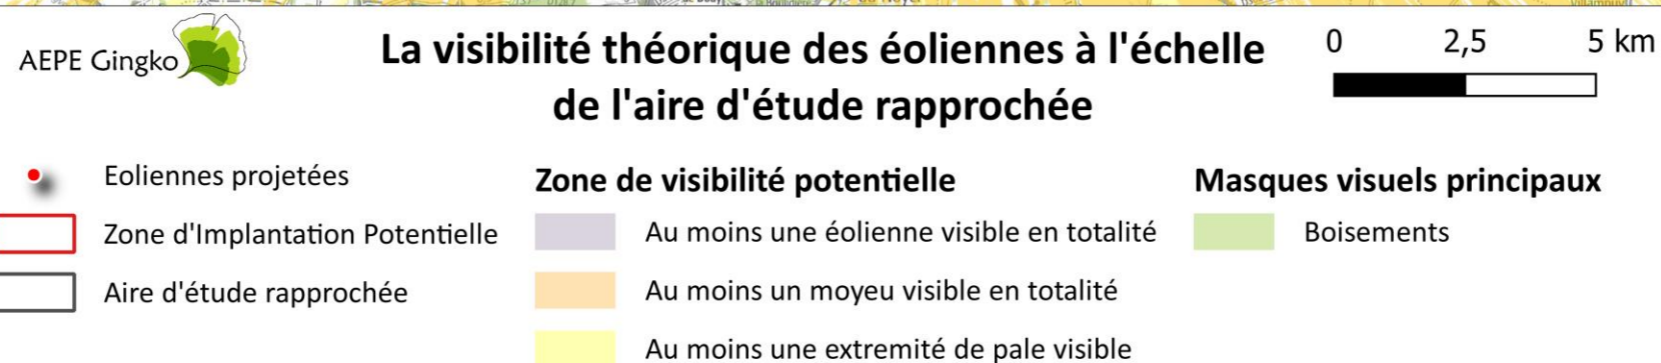 AEPE Gingko
La visibilité théorique des éoliennes à l'échelle
de l'aire d'étude rapprochée
0 2,5 5 km
Eoliennes projetées
Zone d'Implantation Potentielle
Aire d'étude rapprochée
Zone de visibilité potentielle
Au moins une éolienne visible en totalité
Au moins un moyeu visible en totalité
Au moins une extremité de pale visible
Masques visuels principaux
Boisements